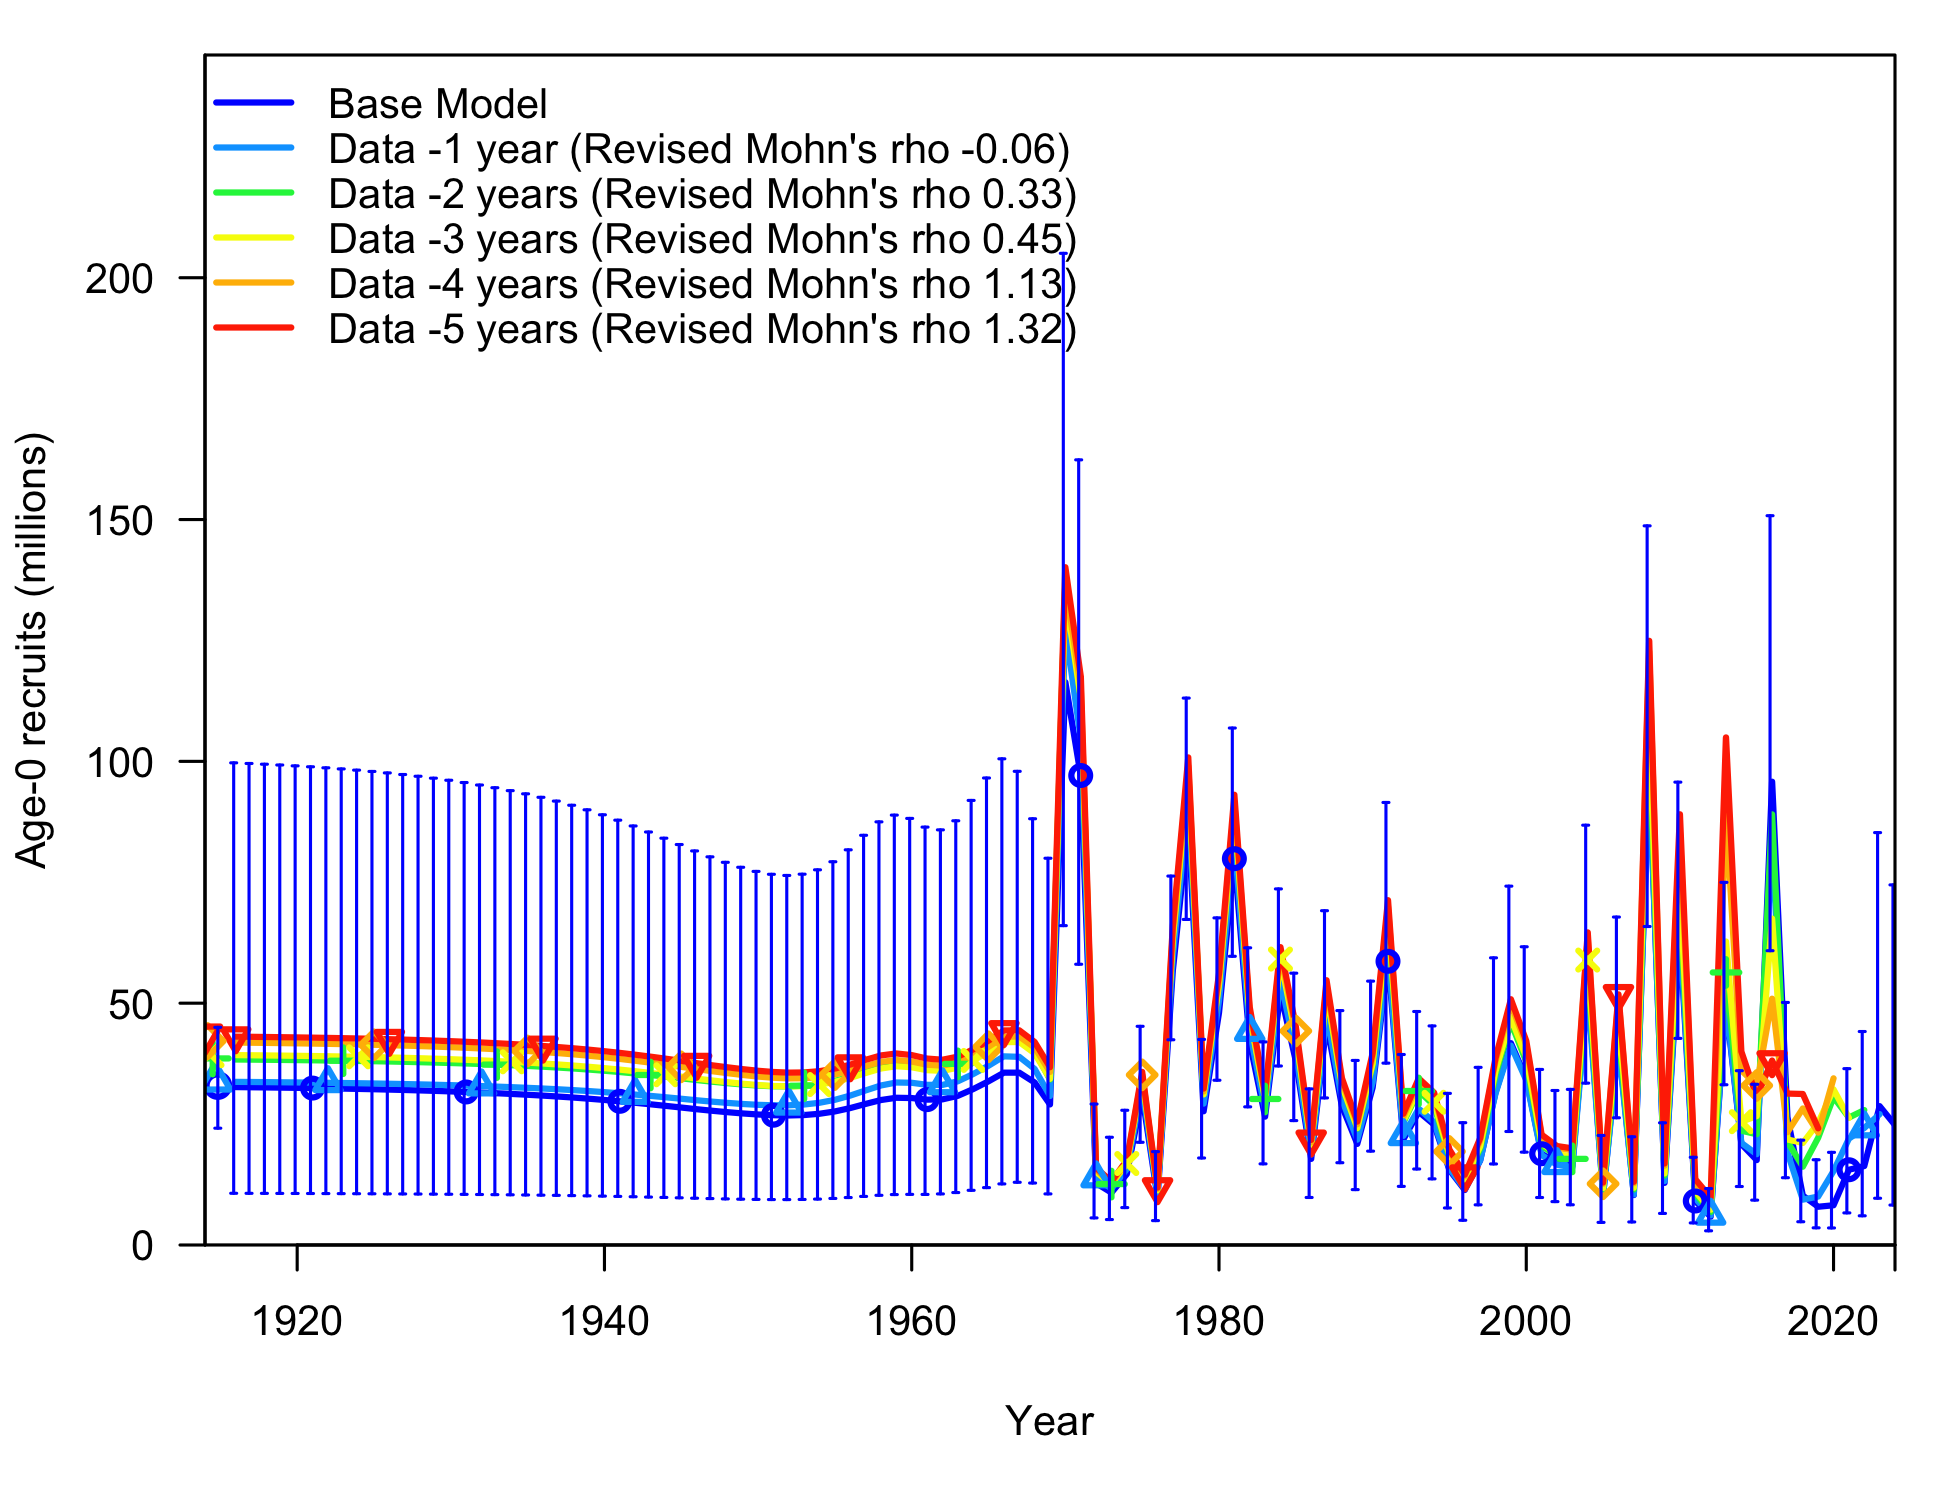 Base Model
Data -1 year (Revised Mohn's rho -0.06)
Data -2 years (Revised Mohn's rho 0.33)
Data -3 years (Revised Mohn's rho 0.45)
Data -4 years (Revised Mohn's rho 1.13)
Data -5 years (Revised Mohn's rho 1.32)
Age-0 recruits (millions)
200
150
100
50
0
1920 1940 1960 1980 2000 2020
Year